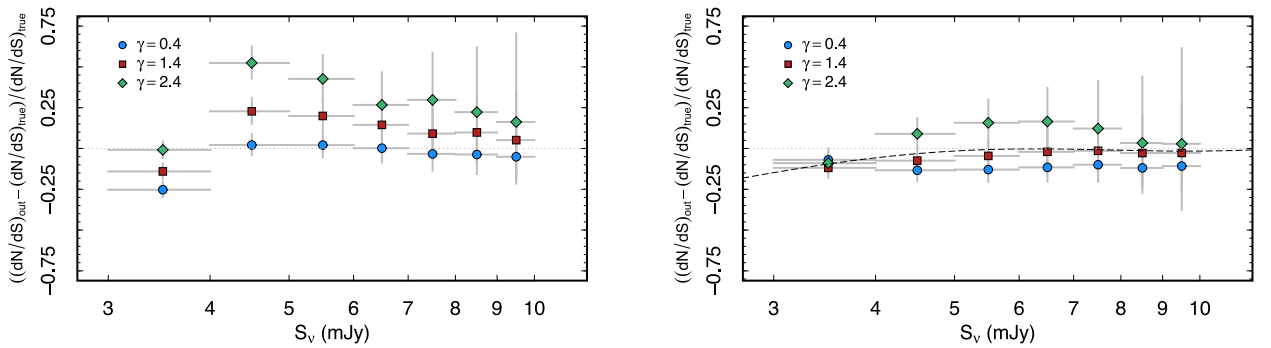 ((dN/dS)out−(dN/dS)true)/(dN/dS)true
0.75
0.25
−0.25
−0.75
γ = 0.4
γ = 1.4
γ = 2.4
3 4 5 6 7 8 9 10
Sν (mJy)
((dN/dS)out−(dN/dS)true)/(dN/dS)true
0.75
0.25
−0.25
−0.75
γ = 0.4
γ = 1.4
γ = 2.4
3 4 5 6 7 8 9 10
Sν (mJy)